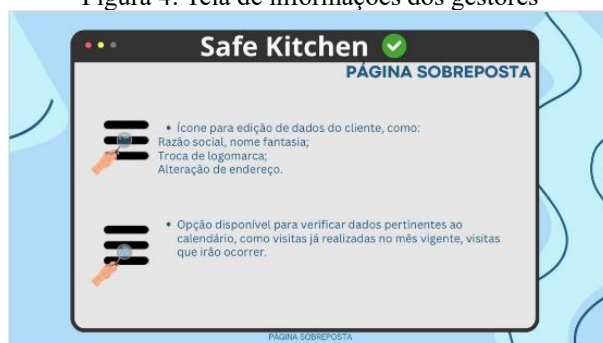 Figura 4: Tela de informações dos gestores
Safe Kitchen
PÁGINA SOBREPOSTA
• Ícone para edição de dados do cliente, como:
Razão social, nome fantasia;
Troca de logomarca;
Alteração de endereço.
• Opção disponível para verificar dados pertinentes ao
calendário, como visitas já realizadas no mês vigente, visitas
que irão ocorrer.
PÁGINA SOBREPOSTA